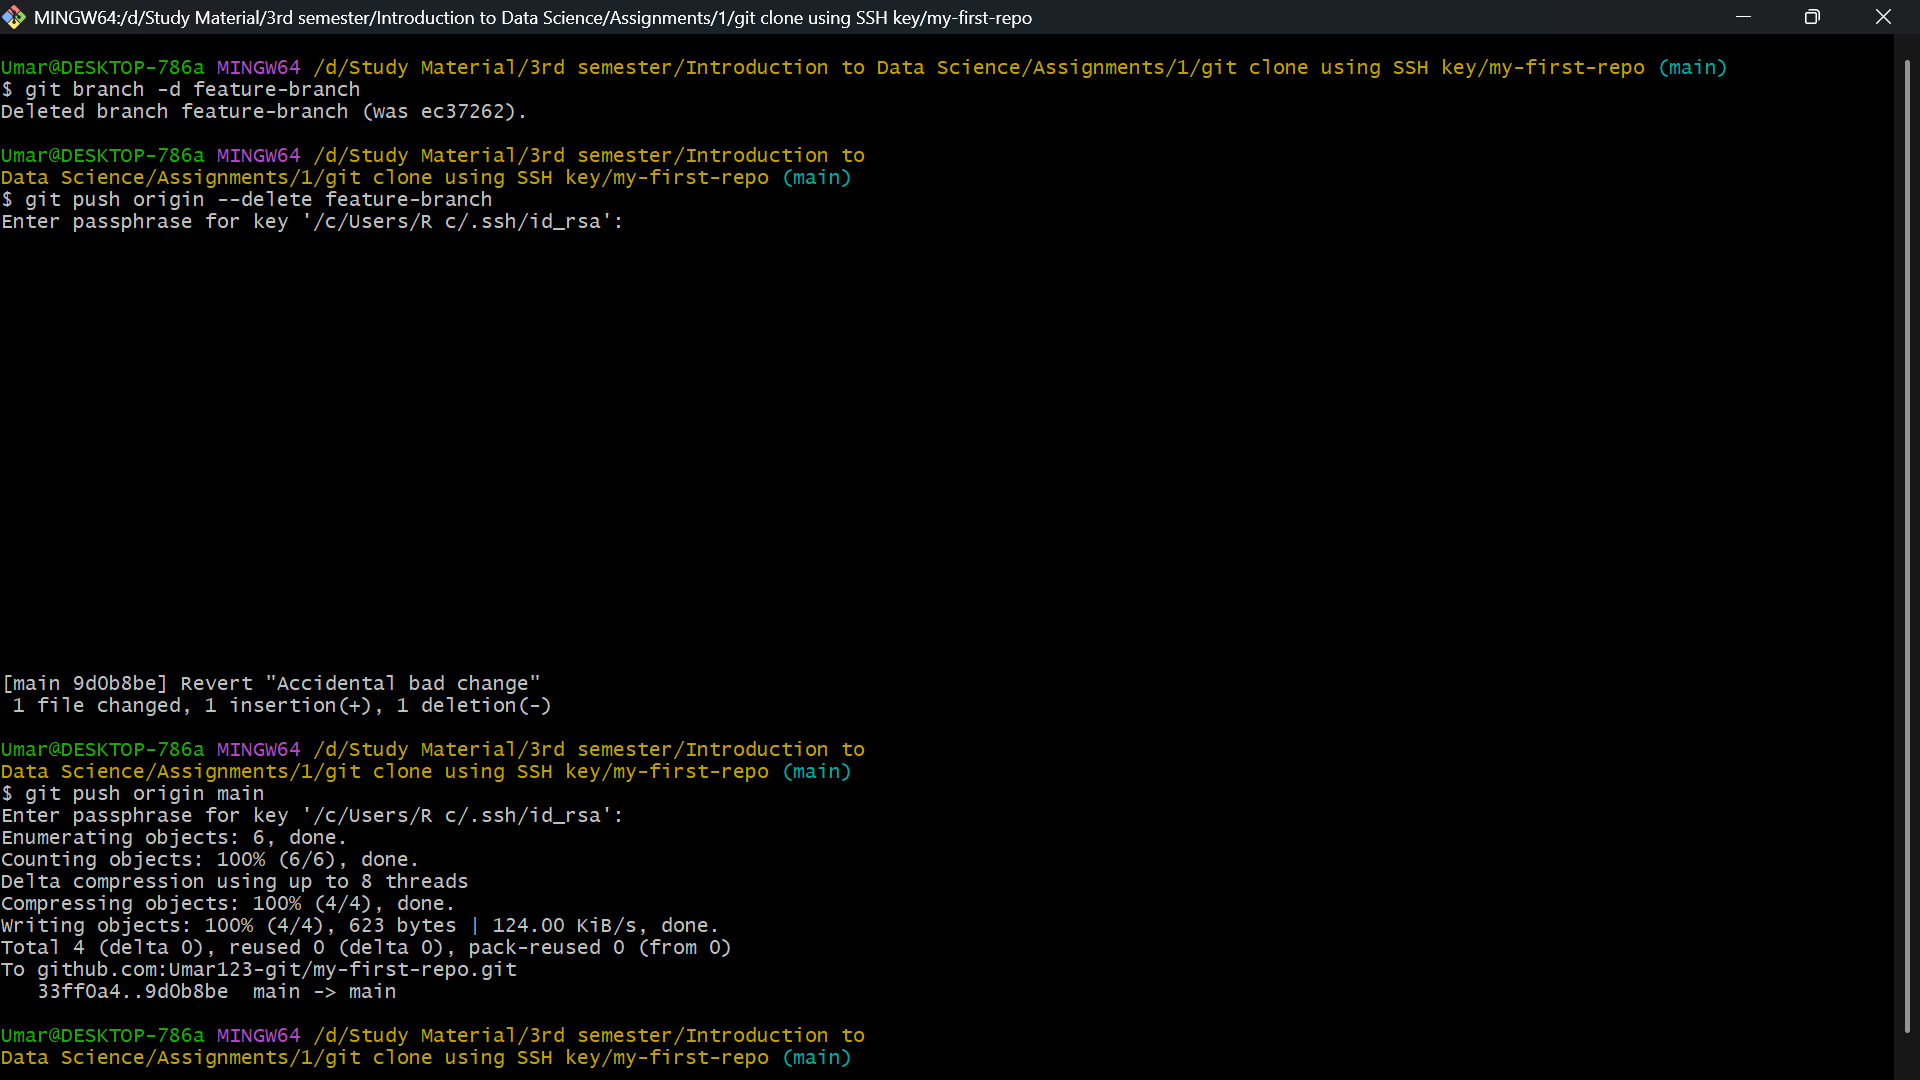 MINGW64:/d/Study Material/3rd semester/Introduction to Data Science/Assignments/1/git clone using SSH key/my-first-repo
Umar@DESKTOP-786a MINGW64 /d/Study Material/3rd semester/Introduction to Data Science/Assignments/1/git clone using SSH key/my-first-repo (main)
$ git branch -d feature-branch
Deleted branch feature-branch (was ec37262).
Umar@DESKTOP-786a MINGW64 /d/Study Material/3rd semester/Introduction to
Data Science/Assignments/1/git clone using SSH key/my-first-repo (main)
$ git push origin --delete feature-branch
Enter passphrase for key '/c/Users/R c/.ssh/id_rsa':
[main 9d0b8be] Revert "Accidental bad change"
1 file changed, 1 insertion(+), 1 deletion(-)
Umar@DESKTOP-786a MINGW64 /d/Study Material/3rd semester/Introduction to
Data Science/Assignments/1/git clone using SSH key/my-first-repo (main)
$ git push origin main
Enter passphrase for key '/c/Users/R c/.ssh/id_rsa':
Enumerating objects: 6, done.
Counting objects: 100% (6/6), done.
Delta compression using up to 8 threads
Compressing objects: 100% (4/4), done.
Writing objects: 100% (4/4), 623 bytes | 124.00 KiB/s, done.
Total 4 (delta 0), reused 0 (delta 0), pack-reused 0 (from 0)
To github.com:Umar123-git/my-first-repo.git
33ff0a4..9d0b8be  main -> main
Umar@DESKTOP-786a MINGW64 /d/Study Material/3rd semester/Introduction to
Data Science/Assignments/1/git clone using SSH key/my-first-repo (main)